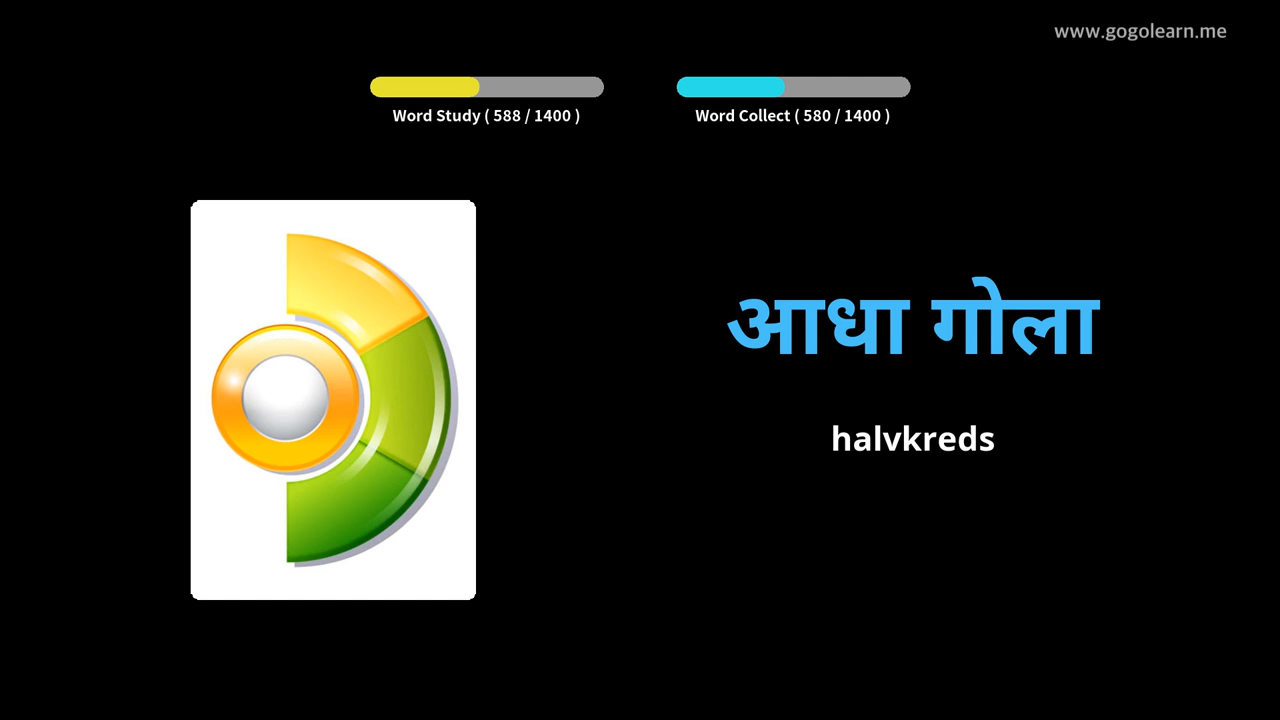 www.gogolearn.me
Word Study ( 588 / 1400 )
Word Collect ( 580 / 1400 )
आधा गोला
halvkreds